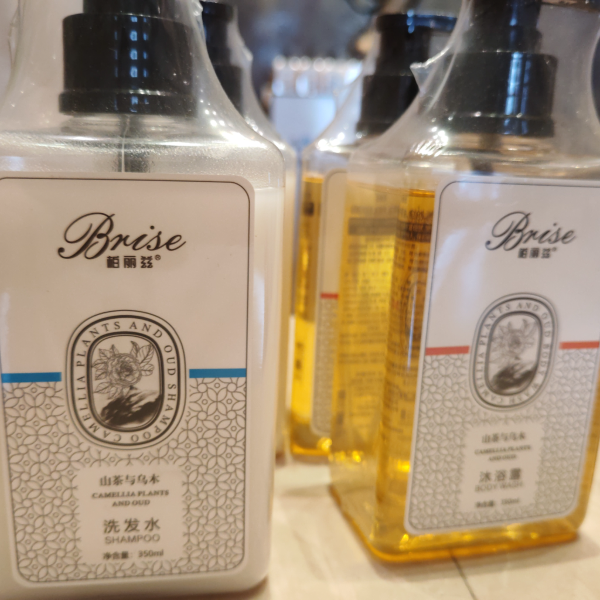 Brise
柏丽兹®
CAMELLIA PLANTS AND OUD SHAMPOO
山茶与乌木
CAMELLIA PLANTS
AND OUD
洗发水
SHAMPOO
净含量：350ml
Brise
柏丽兹®
山茶与乌木
CAMELLIA PLANTS
AND OUD
沐浴露
BODY WASH